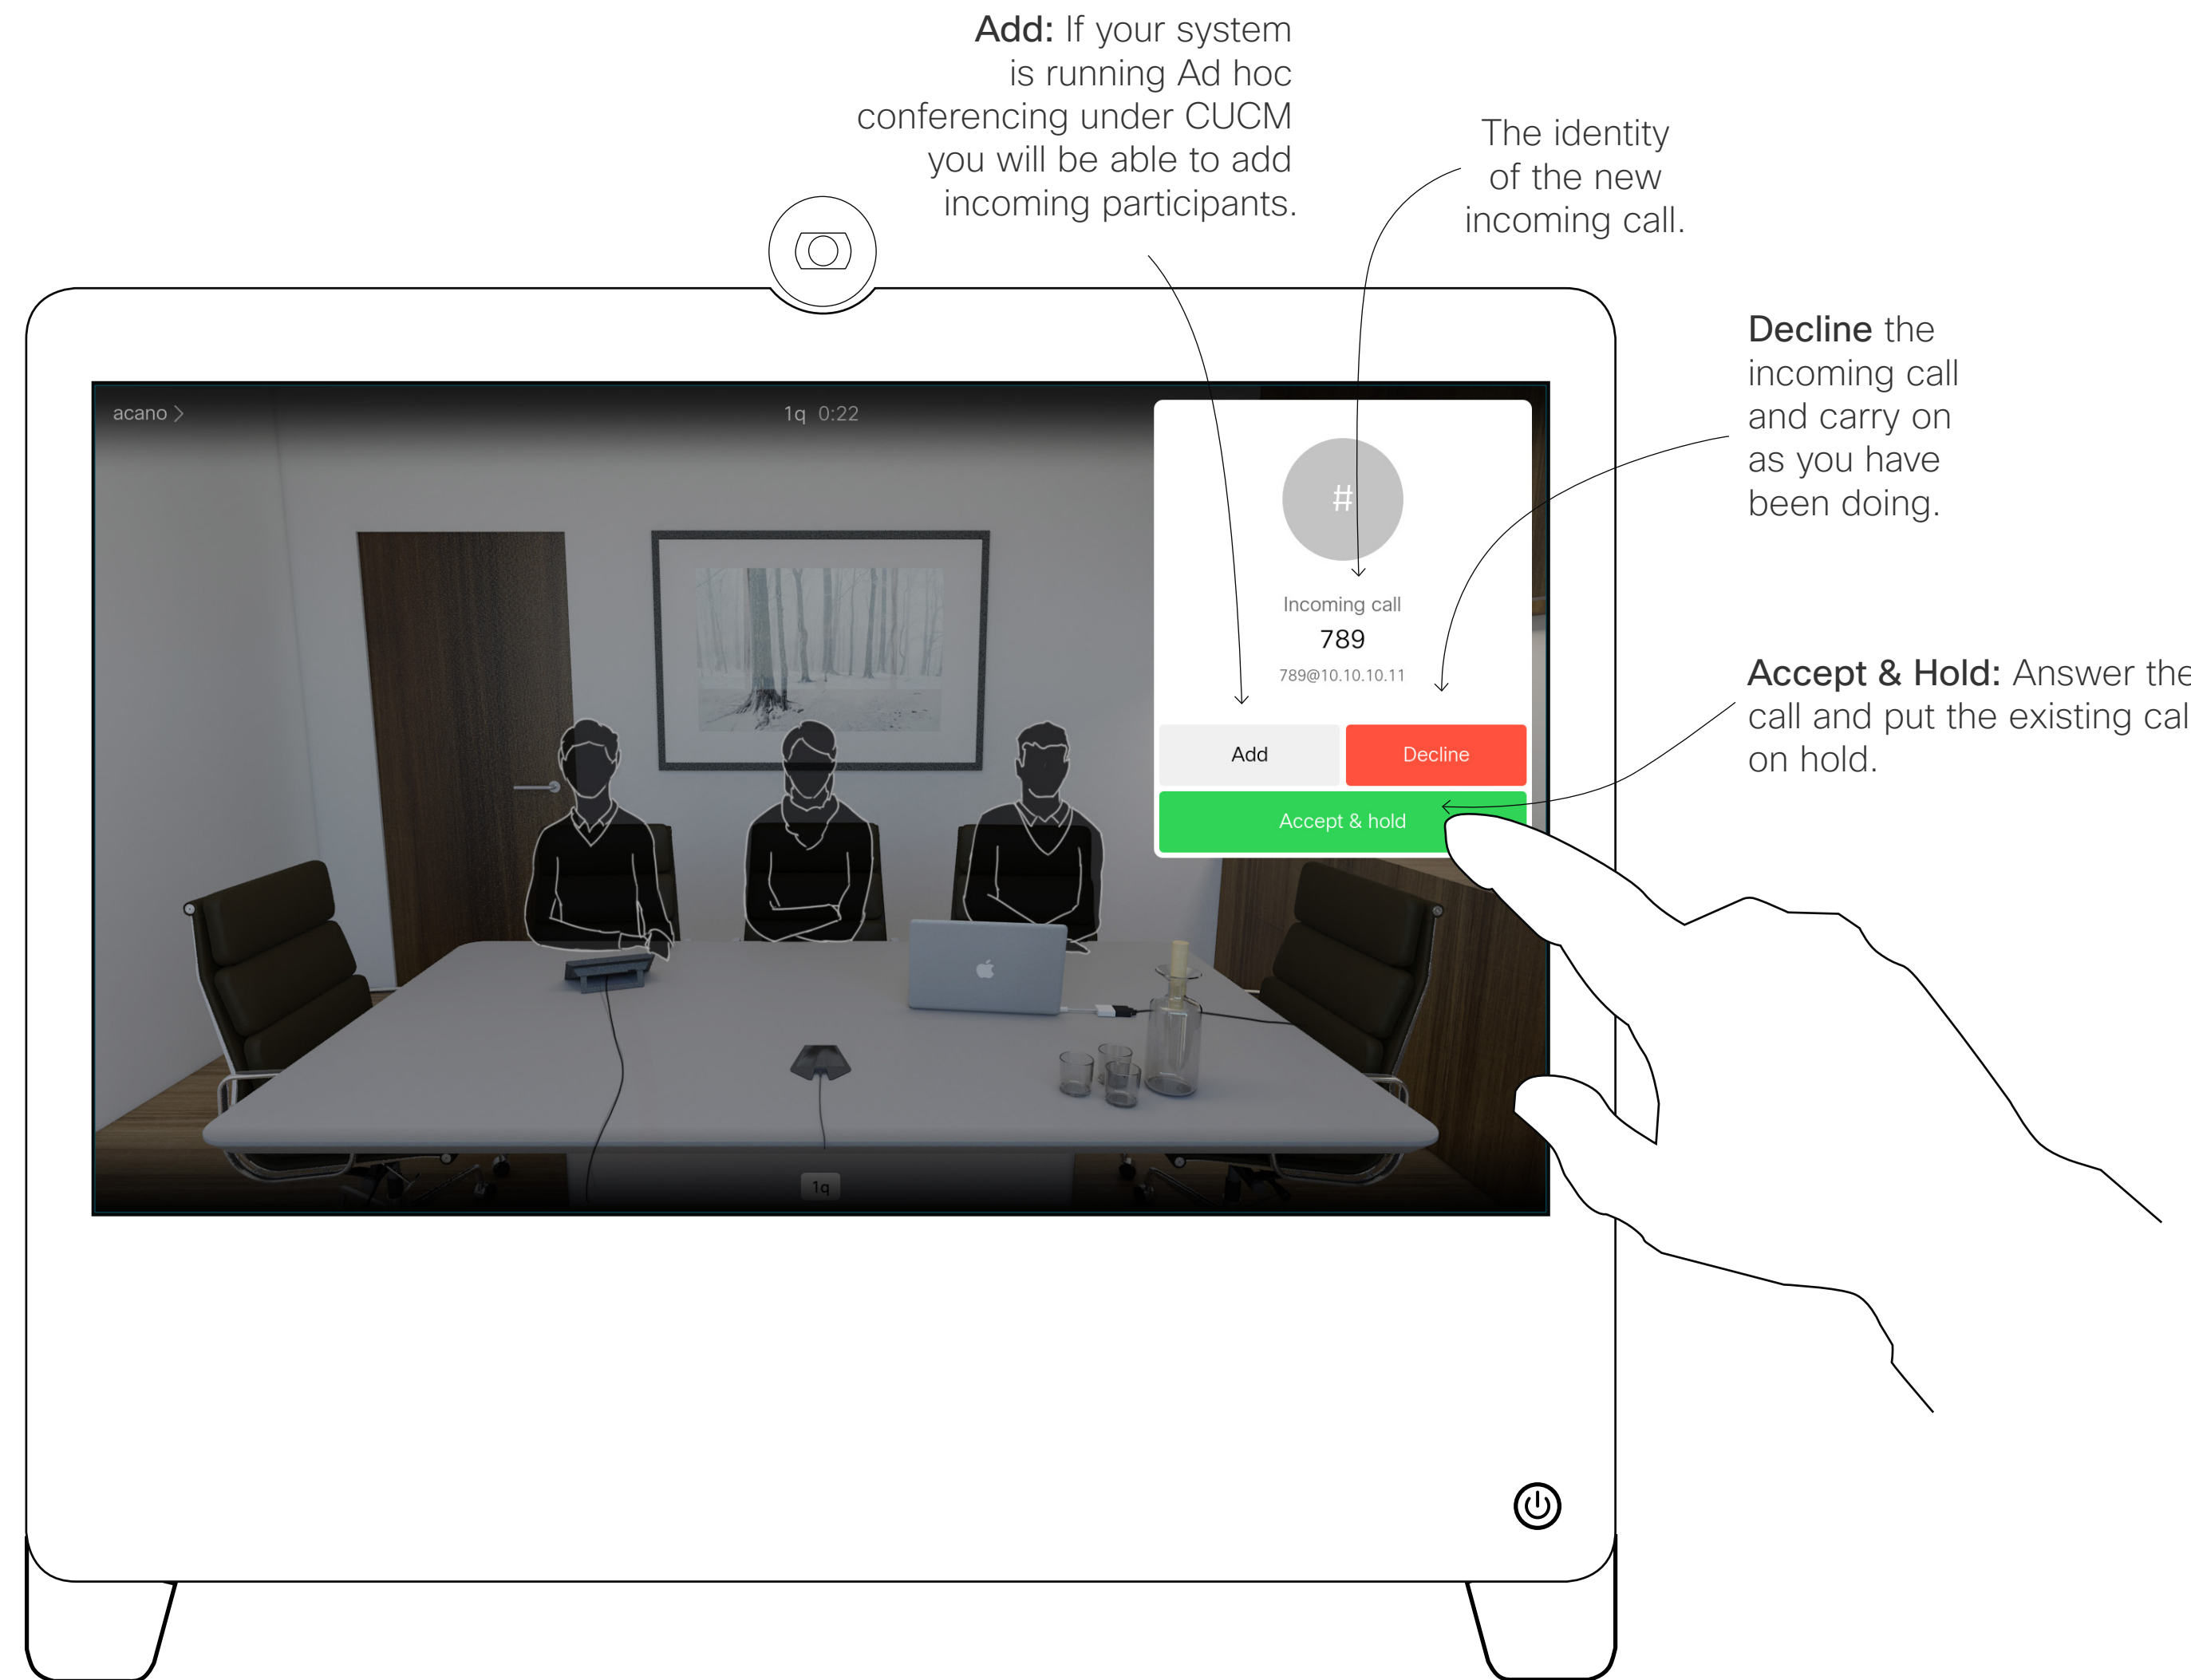 Add: If your system
is running Ad hoc
conferencing under CUCM
you will be able to add
incoming participants.
The identity
of the new
incoming call.
Decline the
incoming call
and carry on
as you have
been doing.
Accept & Hold: Answer the
call and put the existing cal
on hold.
acano >
1q 0:22
#
Incoming call
789
789@10.10.10.11
Add
Decline
Accept & hold
1q